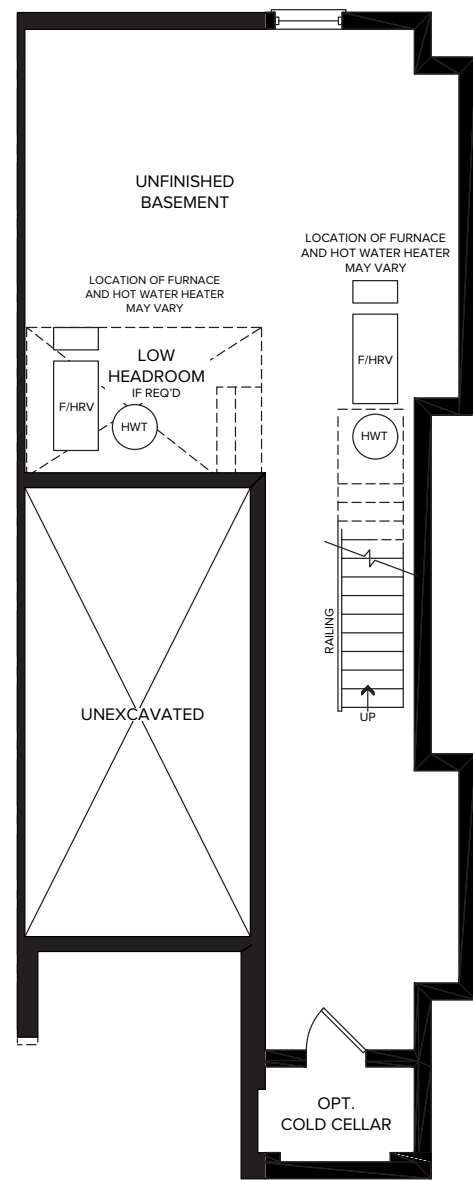 UNFINISHED
BASEMENT
LOCATION OF FURNACE
AND HOT WATER HEATER
MAY VARY
LOCATION OF FURNACE
AND HOT WATER HEATER
MAY VARY
LOW
HEADROOM
IF REQ'D
F/HRV
HWT
F/HRV
HWT
RAILING
UP
UNEXCAVATED
OPT.
COLD CELLAR